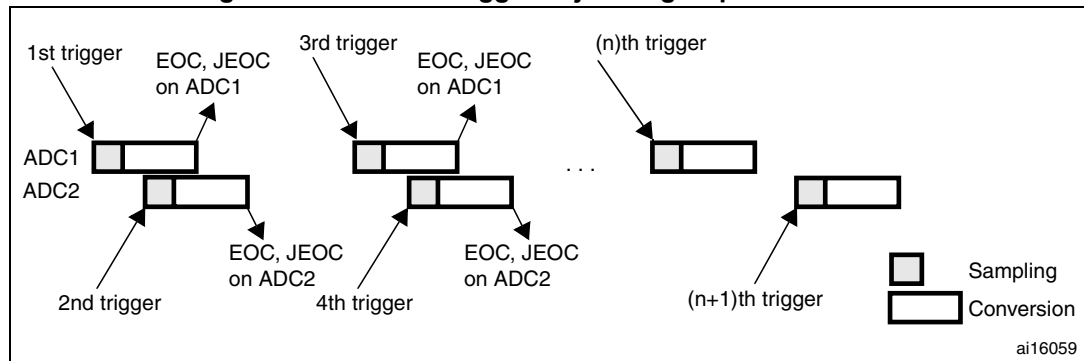 1st trigger
EOC, JEOC
on ADC1
3rd trigger
EOC, JEOC
on ADC1
(n)th trigger
ADC1
ADC2
. . .
EOC, JEOC
on ADC2
EOC, JEOC
on ADC2
2nd trigger
4th trigger
(n+1)th trigger
Sampling
Conversion
ai16059